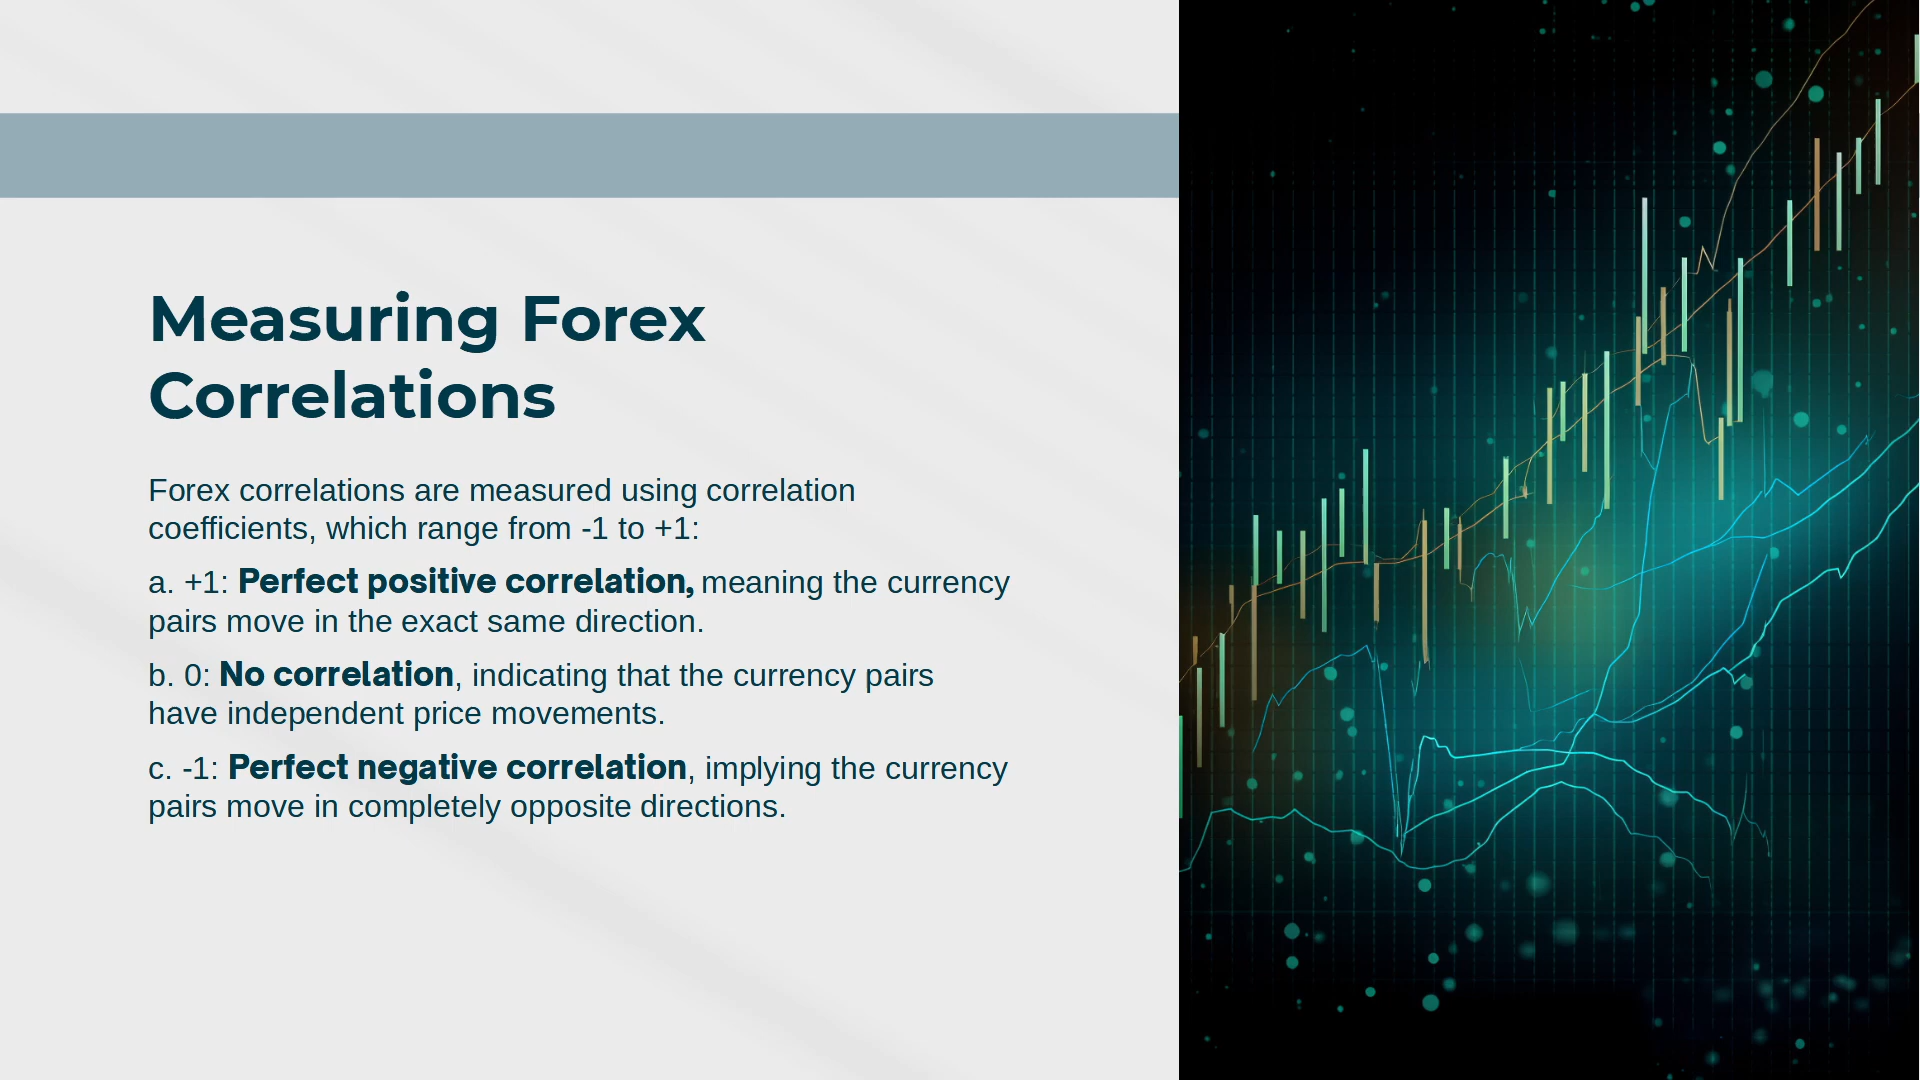 Measuring Forex
Correlations
Forex correlations are measured using correlation
coefficients, which range from -1 to +1:
a. +1: Perfect positive correlation, meaning the currency
pairs move in the exact same direction.
b. 0: No correlation, indicating that the currency pairs
have independent price movements.
c. -1: Perfect negative correlation, implying the currency
pairs move in completely opposite directions.